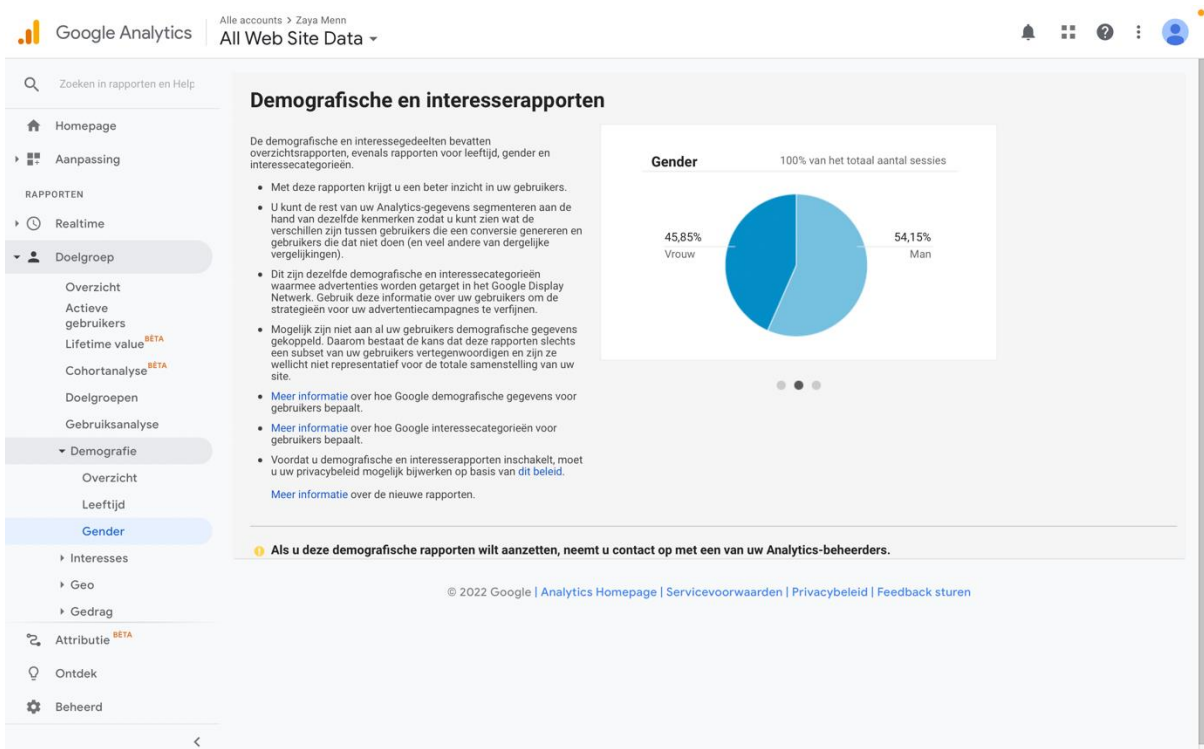 Google Analytics
Alle accounts > Zaya Menn
All Web Site Data
Zoeken in rapporten en Help
Homepage
Aanpassing
RAPPORTEN
Realtime
Doelgroep
Overzicht
Actieve
gebruikers
Lifetime value BÈTA
Cohortanalyse BÈTA
Doelgroepen
Gebruiksanalyse
Demografie
Overzicht
Leeftijd
Gender
Interesses
Geo
Gedrag
Attributie BÈTA
Ontdek
Beheerd
Demografische en interesserapporten
De demografische en interessegedeelten bevatten
overzichtsrapporten, evenals rapporten voor leeftijd, gender en
interessecategorieën.
• Met deze rapporten krijgt u een beter inzicht in uw gebruikers.
• U kunt de rest van uw Analytics-gegevens segmenteren aan de
hand van dezelfde kenmerken zodat u kunt zien wat de
verschillen zijn tussen gebruikers die een conversie genereren en
gebruikers die dat niet doen (en veel andere van dergelijke
vergelijkingen).
• Dit zijn dezelfde demografische en interessecategorieën
waarmee advertenties worden getarget in het Google Display
Netwerk. Gebruik deze informatie over uw gebruikers om de
strategieën voor uw advertentiecampagnes te verfijnen.
• Mogelijk zijn niet aan al uw gebruikers demografische gegevens
gekoppeld. Daarom bestaat de kans dat deze rapporten slechts
een subset van uw gebruikers vertegenwoordigen en zijn ze
wellicht niet representatief voor de totale samenstelling van uw
site.
• Meer informatie over hoe Google demografische gegevens voor
gebruikers bepaalt.
• Meer informatie over hoe Google interessecategorieën voor
gebruikers bepaalt.
• Voordat u demografische en interesserapporten inschakelt, moet
u uw privacybeleid mogelijk bijwerken op basis van dit beleid.
Meer informatie over de nieuwe rapporten.
Gender
100% van het totaal aantal sessies
45,85%
Vrouw
54,15%
Man
Als u deze demografische rapporten wilt aanzetten, neemt u contact op met een van uw Analytics-beheerders.
© 2022 Google | Analytics Homepage | Servicevoorwaarden | Privacybeleid | Feedback sturen